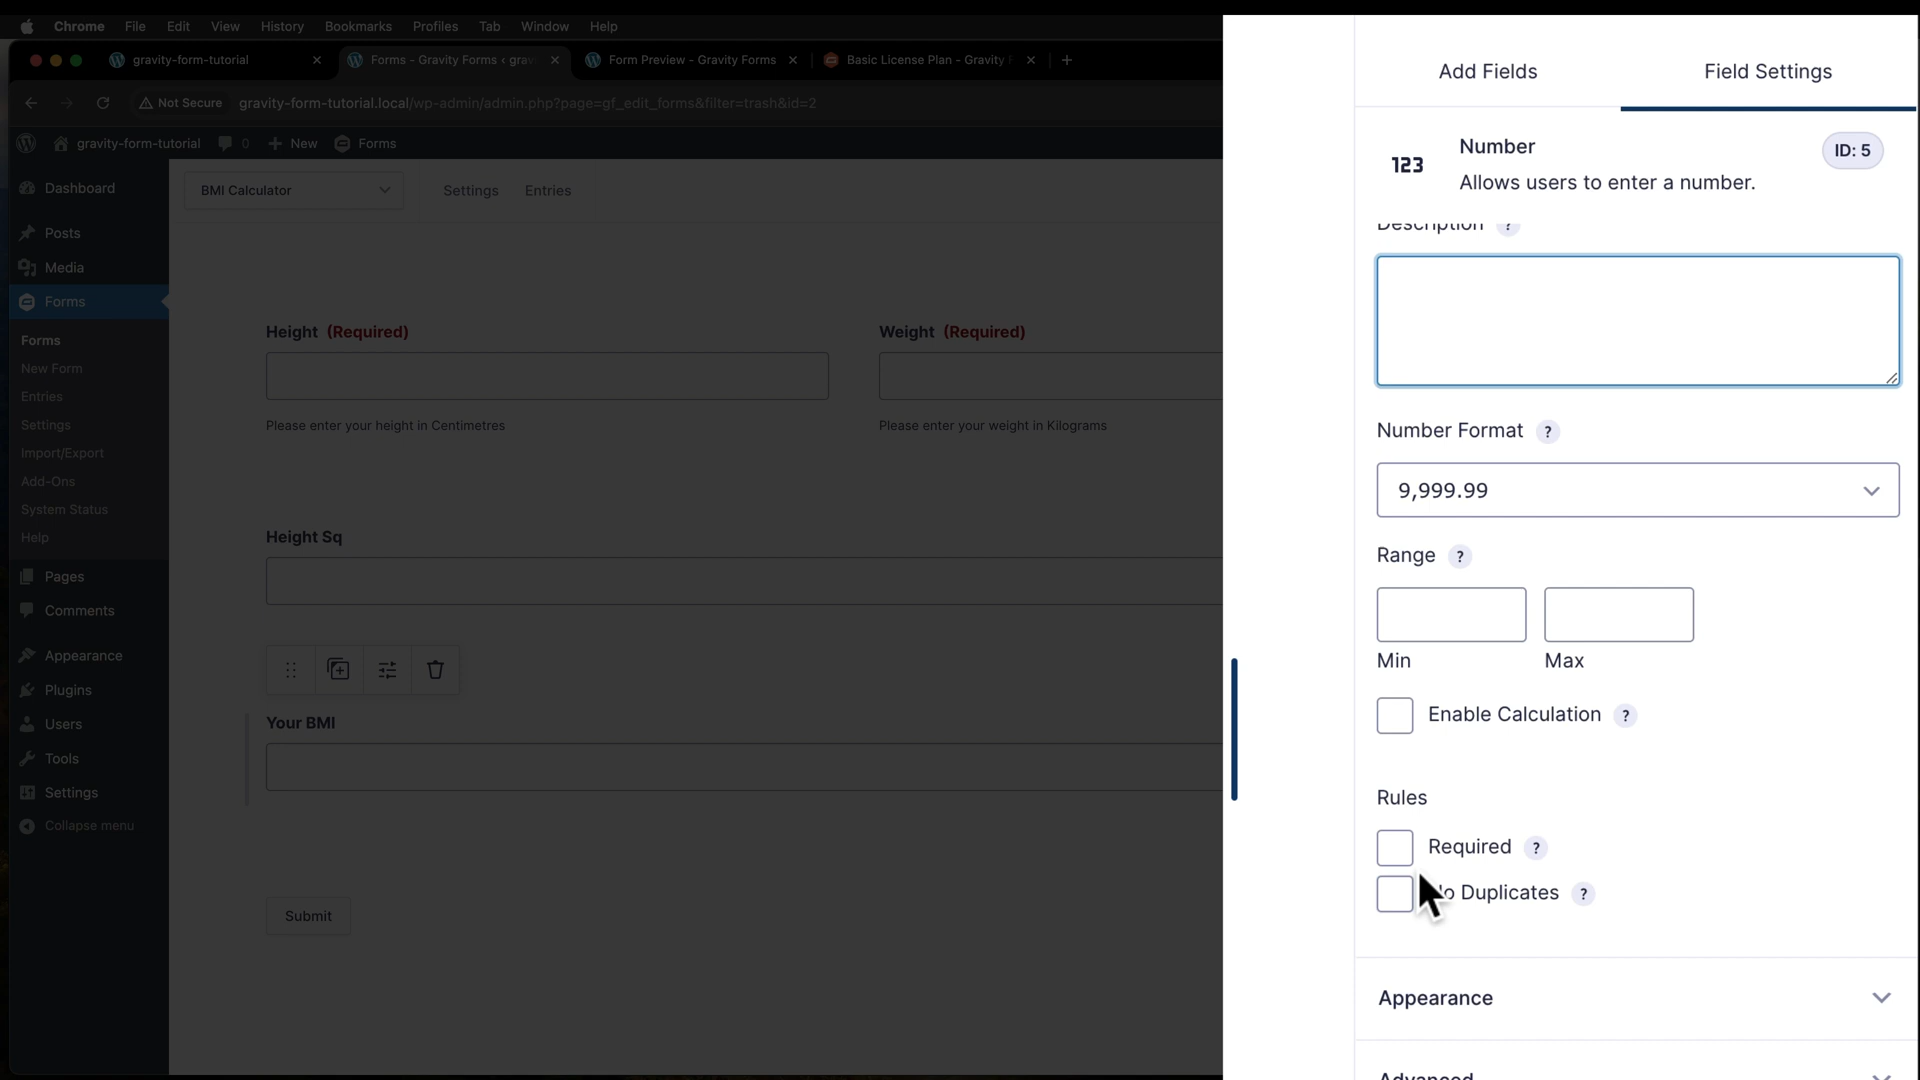 Chrome File Edit View History Bookmarks Profiles Tab Window Help
gravity-form-tutorial
Forms - Gravity Forms ‹ grav
Form Preview - Gravity Forms
Basic License Plan - Gravity F
Not Secure gravity-form-tutorial.local/wp-admin/admin.php?page=gf_edit_forms&filter=trash&id=2
gravity-form-tutorial 0 New Forms
Dashboard
Posts
Media
Forms
Forms
New Form
Entries
Settings
Import/Export
Add-Ons
System Status
Help
Pages
Comments
Appearance
Plugins
Users
Tools
Settings
Collapse menu
BMI Calculator Settings Entries
Height (Required)
Please enter your height in Centimetres
Weight (Required)
Please enter your weight in Kilograms
Height Sq
Your BMI
Submit
Add Fields Field Settings
123 Number ID: 5
Allows users to enter a number.
Description ?
Number Format ?
9,999.99
Range ?
Min Max
Enable Calculation ?
Rules
Required ?
No Duplicates ?
Appearance
Advanced